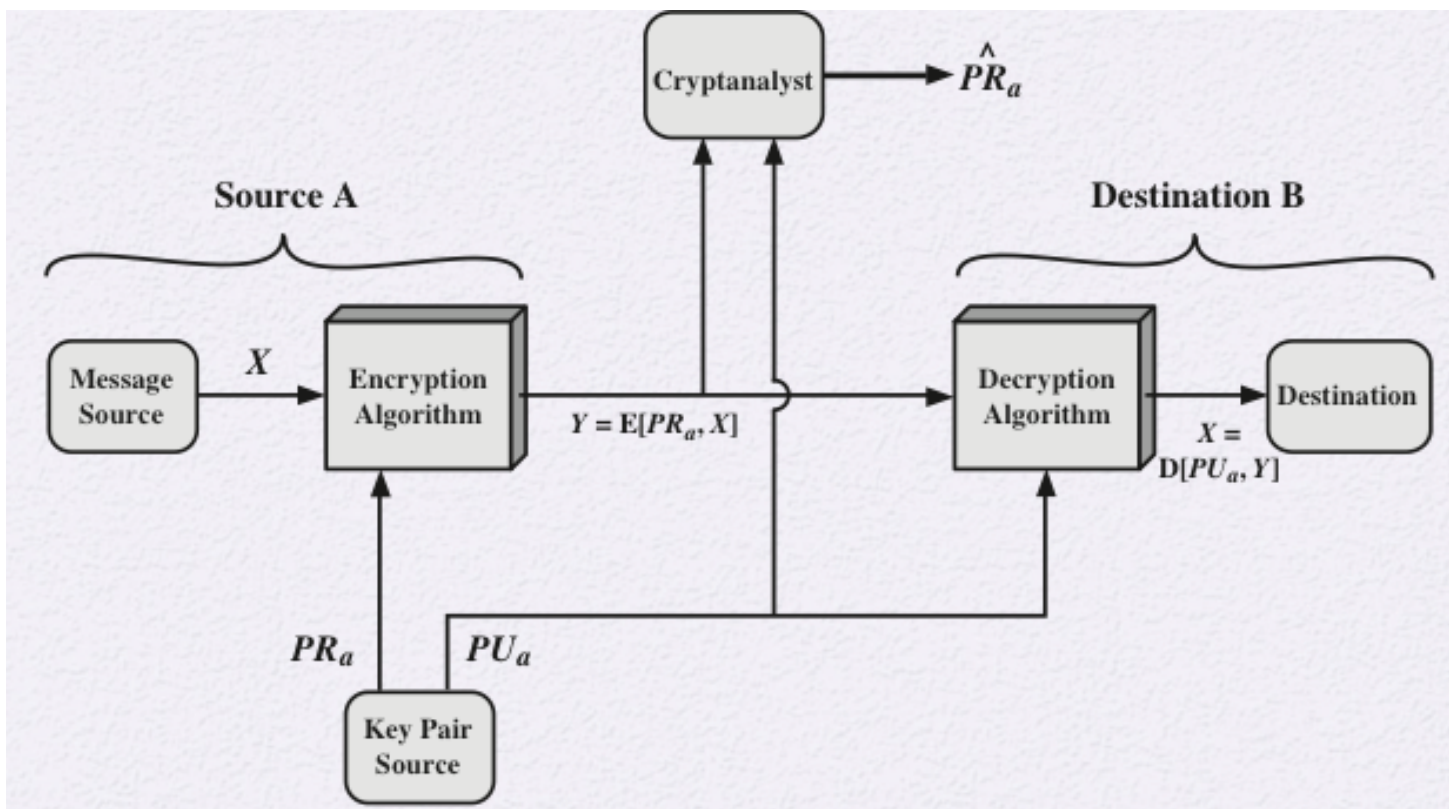 Cryptanalyst
P̂R_a
Source A
Destination B
Message
Source
X
Encryption
Algorithm
Y = E[PR_a, X]
Decryption
Algorithm
X =
D[PU_a, Y]
Destination
PR_a
PU_a
Key Pair
Source